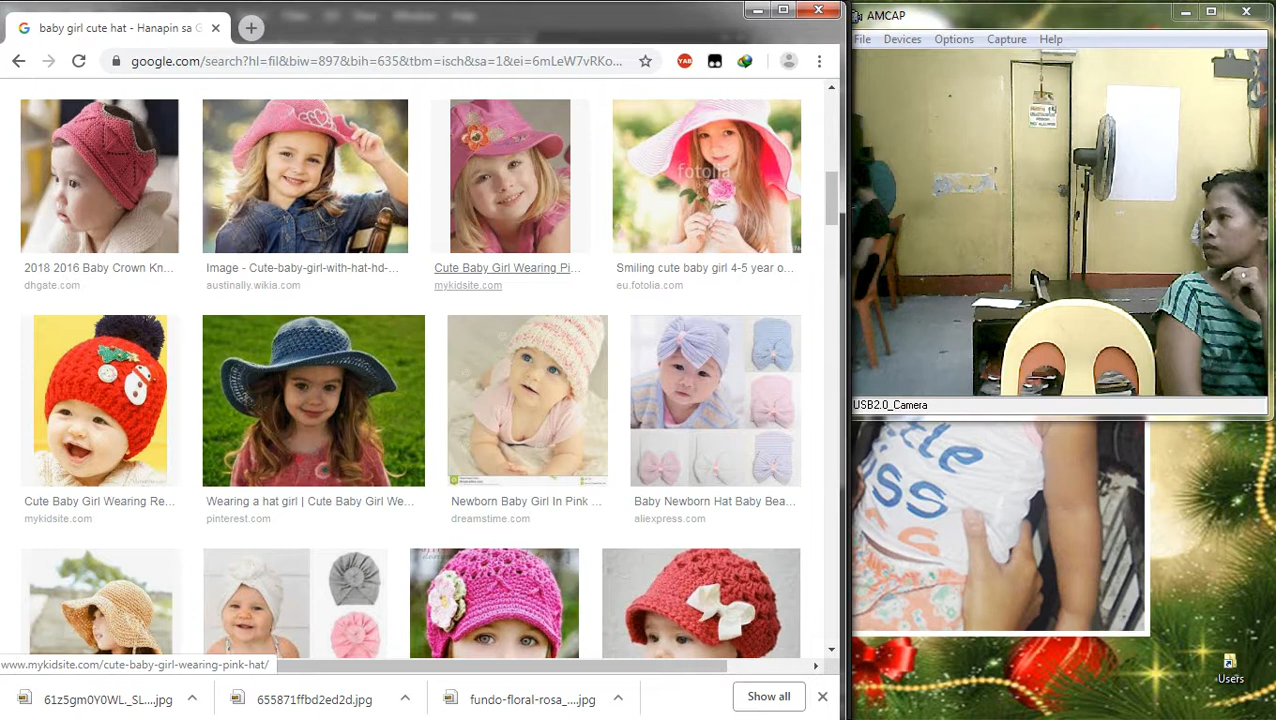 baby girl cute hat - Hanapin sa G
google.com/search?hl=fil&biw=897&bih=635&tbm=isch&sa=1&ei=6mLeW7vRKo...
YAB
fotolia
2018 2016 Baby Crown Kn...
Image - Cute-baby-girl-with-hat-hd-...
Cute Baby Girl Wearing Pi...
Smiling cute baby girl 4-5 year o...
dhgate.com
austinally.wikia.com
mykidsite.com
eu.fotolia.com
Cute Baby Girl Wearing Re...
Wearing a hat girl | Cute Baby Girl We...
Newborn Baby Girl In Pink ...
Baby Newborn Hat Baby Bea...
mykidsite.com
pinterest.com
dreamstime.com
aliexpress.com
www.mykidsite.com/cute-baby-girl-wearing-pink-hat/
61z5gm0Y0WL._SL....jpg
655871ffbd2ed2d.jpg
fundo-floral-rosa_....jpg
Show all
AMCAP
File
Devices
Options
Capture
Help
USB2.0_Camera
Users